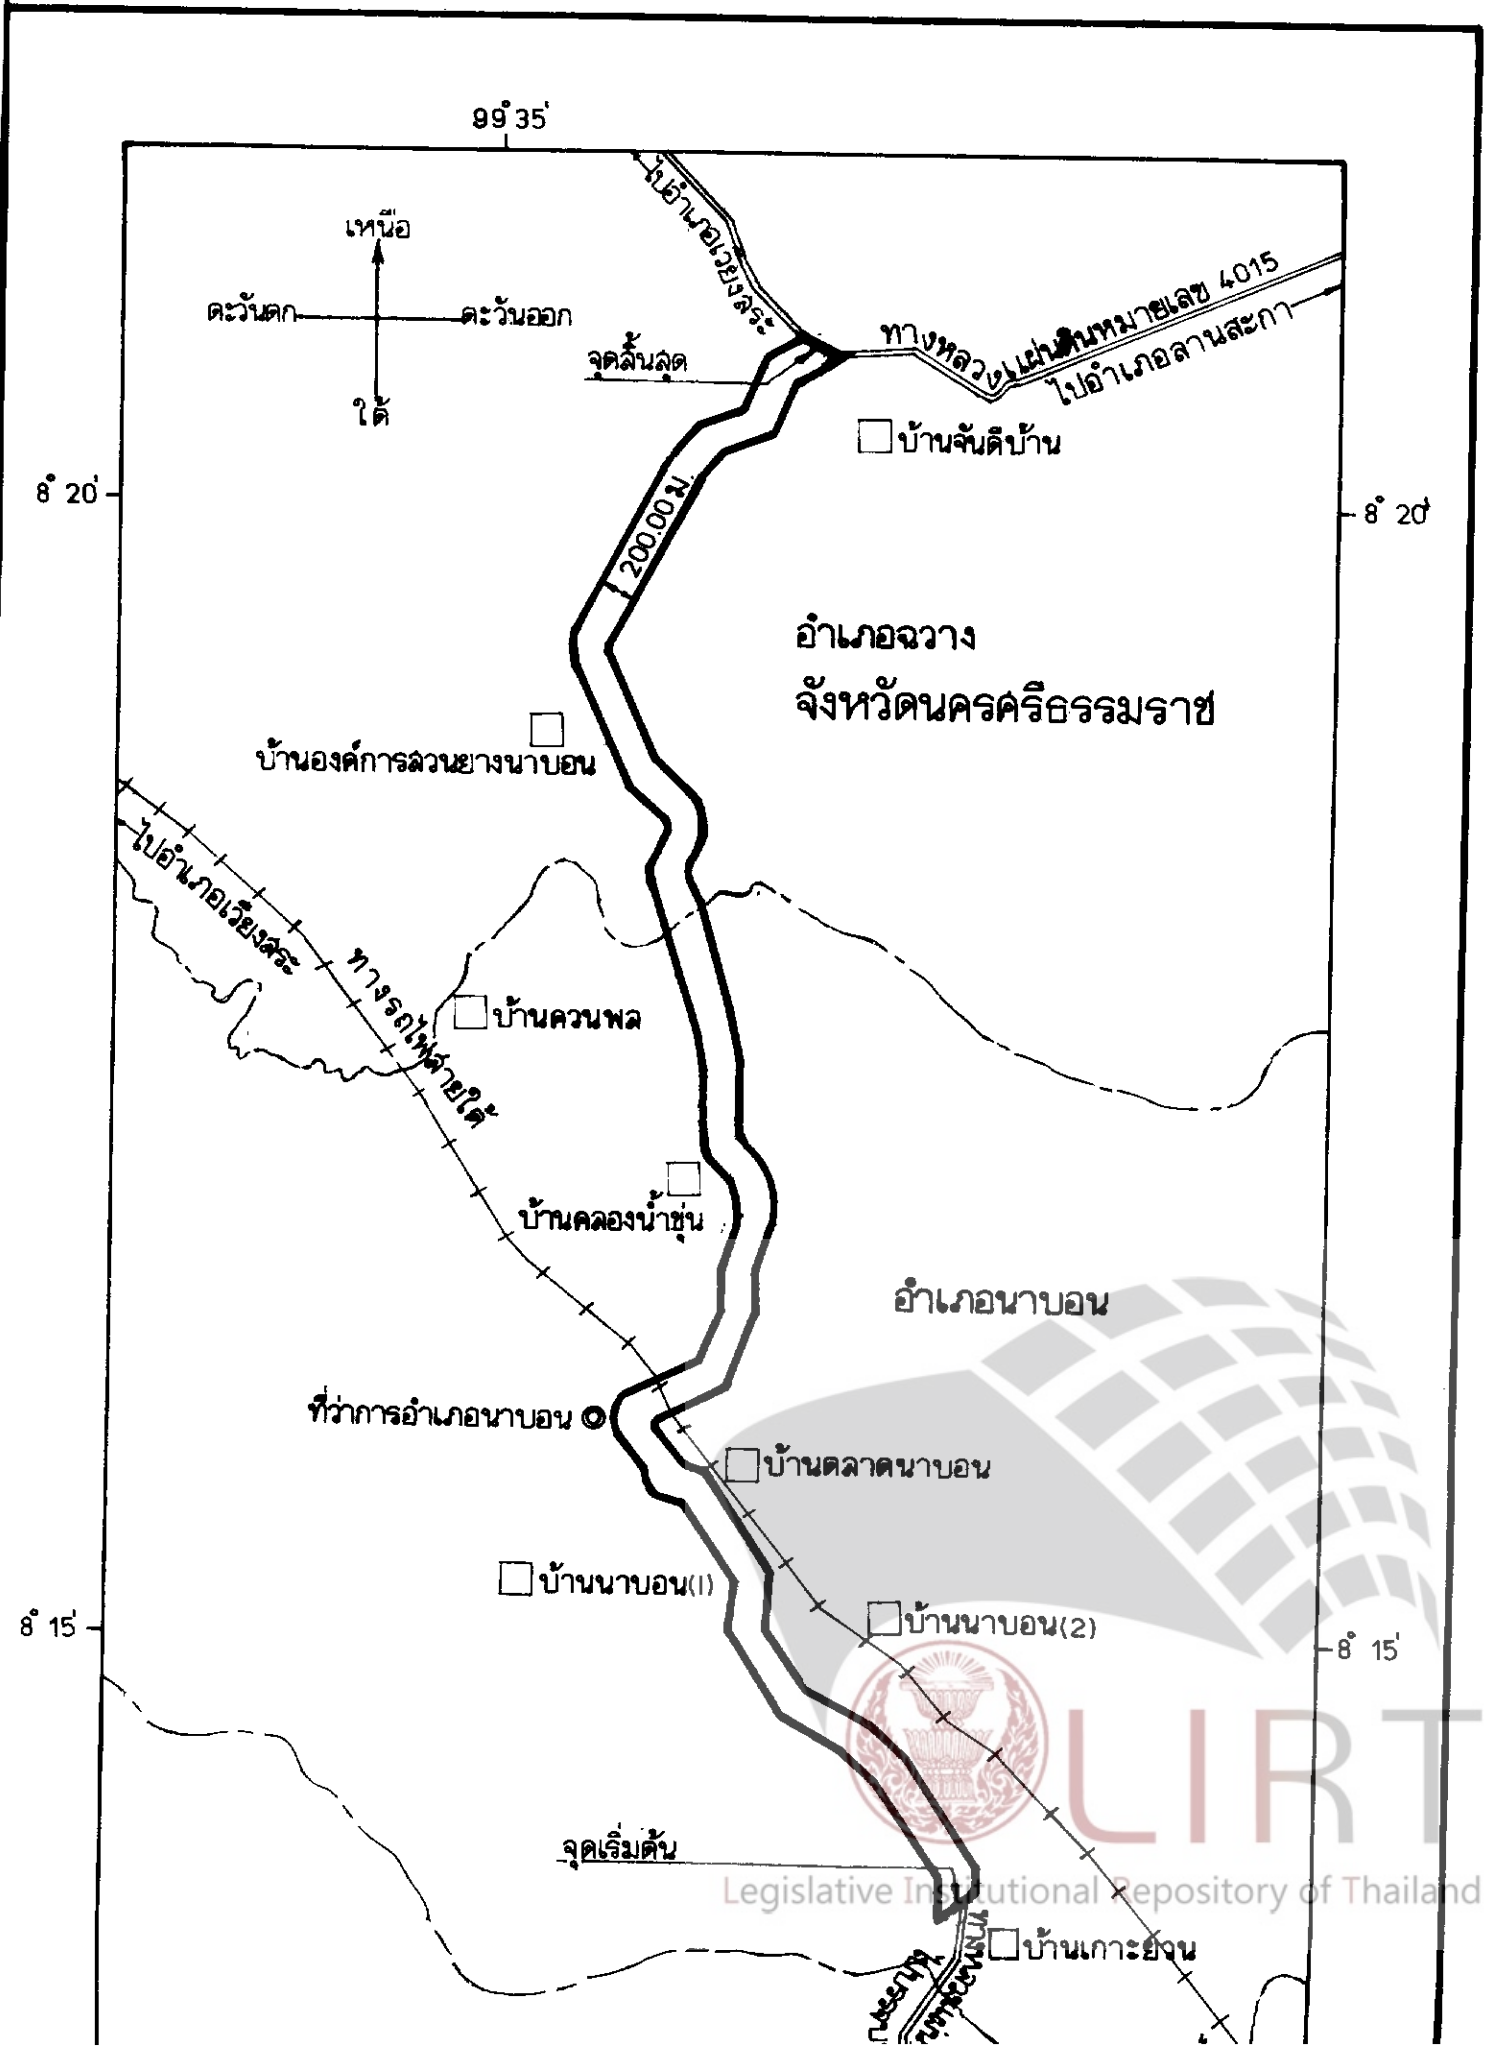 99° 35'
เหนือ
ตะวันตก
ตะวันออก
ใต้
ไปอำเภอเวียงสระ
ทางหลวงแผ่นดินหมายเลข 4015
ไปอำเภอลานสะกา
จุดสิ้นสุด
บ้านจันดีบ้าน
8° 20'
8° 20'
200.00 ม.
อำเภอฉวาง
จังหวัดนครศรีธรรมราช
บ้านองค์การสวนยางนาบอน
ไปอำเภอเวียงสระ
ทางรถไฟสายใต้
บ้านควนพล
บ้านคลองน้ำขุ่น
อำเภอนาบอน
ที่ว่าการอำเภอนาบอน
บ้านตลาดนาบอน
บ้านนาบอน(1)
บ้านนาบอน(2)
8° 15'
8° 15'
LIRT
จุดเริ่มต้น
Legislative Institutional Repository of Thailand
ทางหลวงแผ่น
บ้านเกาะยวน